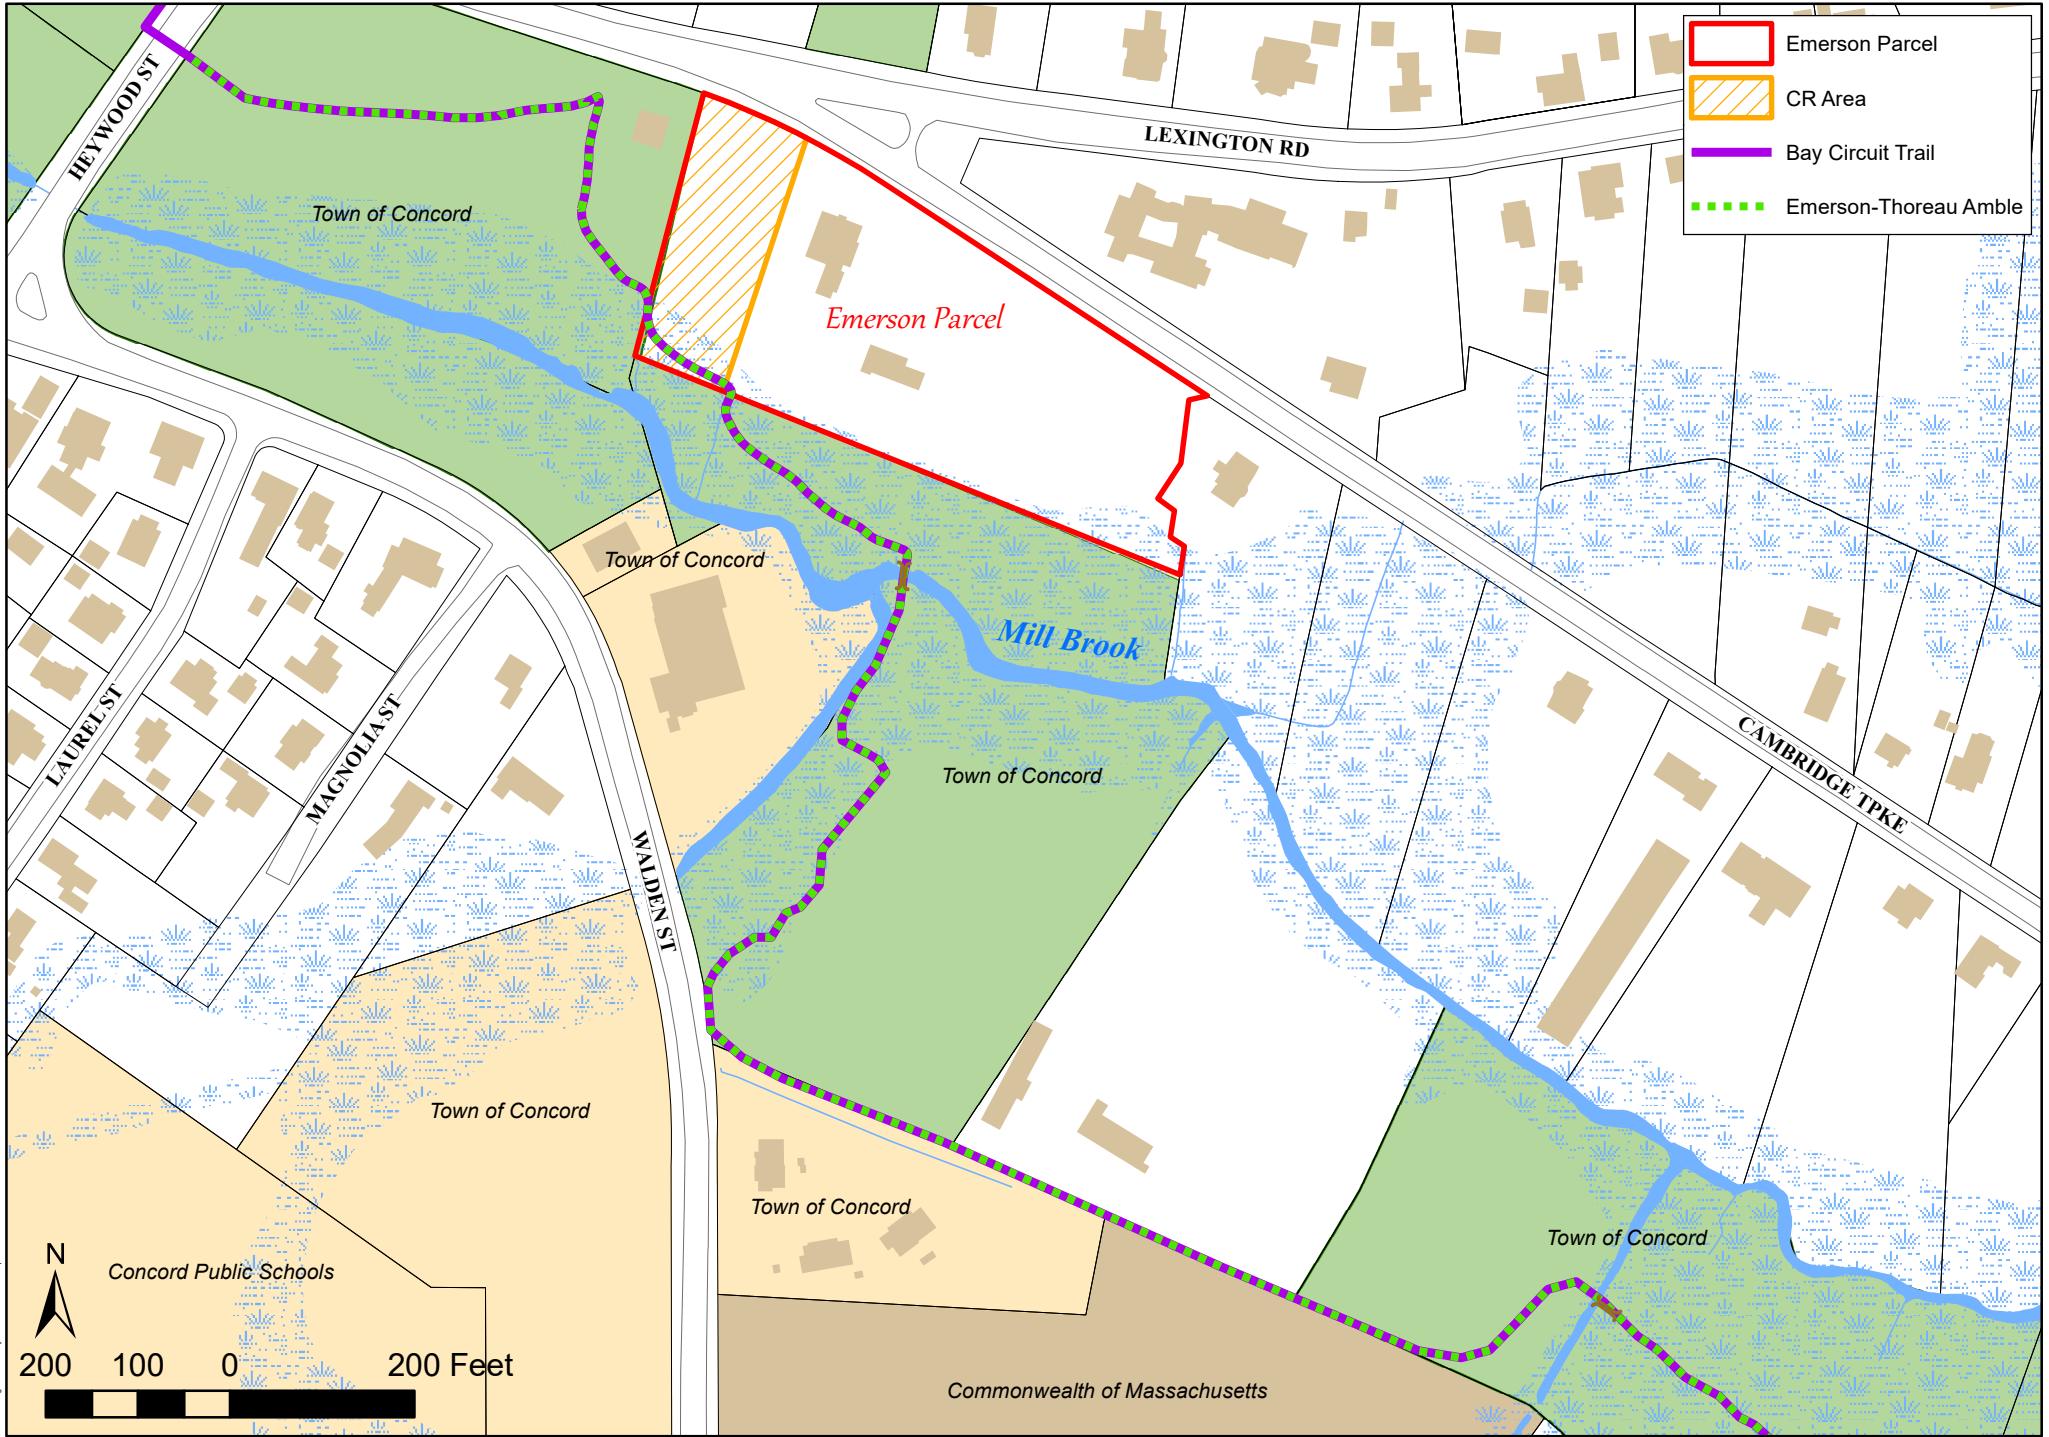 Emerson Parcel
CR Area
Bay Circuit Trail
Emerson-Thoreau Amble
HEYWOOD ST
LEXINGTON RD
Town of Concord
Emerson Parcel
Town of Concord
Mill Brook
LAUREL ST
MAGNOLIA ST
WALDEN ST
Town of Concord
CAMBRIDGE TPKE
Town of Concord
Town of Concord
Town of Concord
Concord Public Schools
Commonwealth of Massachusetts
N
200 100 0 200 Feet